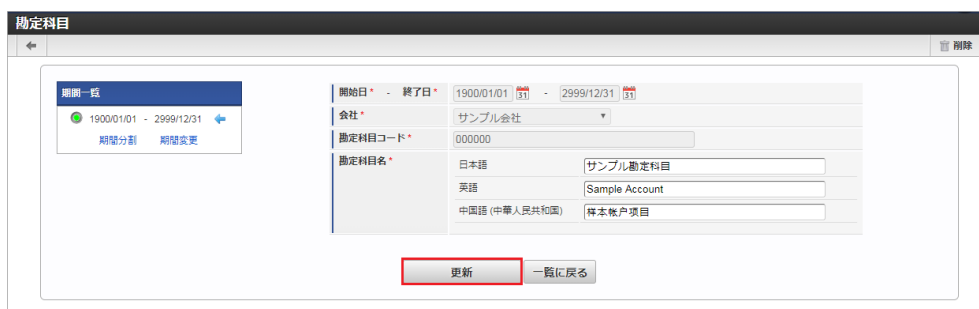 勘定科目
削除
期間一覧
1900/01/01 - 2999/12/31
期間分割 期間変更
開始日* - 終了日* 1900/01/01 31 - 2999/12/31 31
会社* サンプル会社
勘定科目コード* 000000
勘定科目名* 日本語 サンプル勘定科目
英語 Sample Account
中国語 (中華人民共和国) 样本帐户项目
更新 一覧に戻る